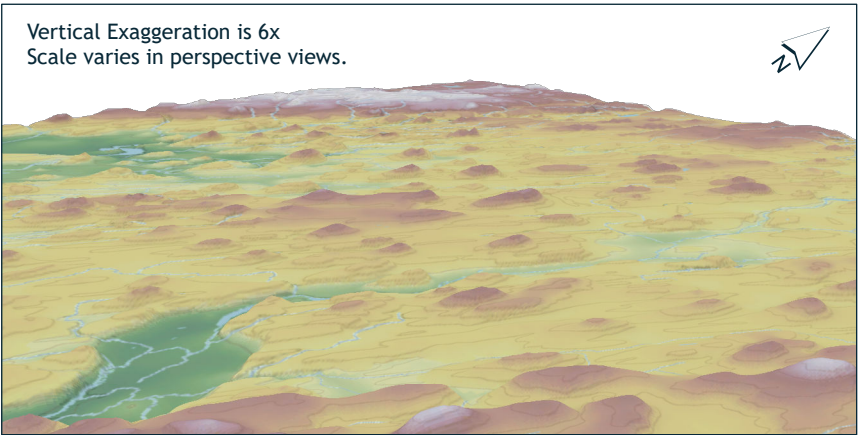 Vertical Exaggeration is 6x
Scale varies in perspective views.
N